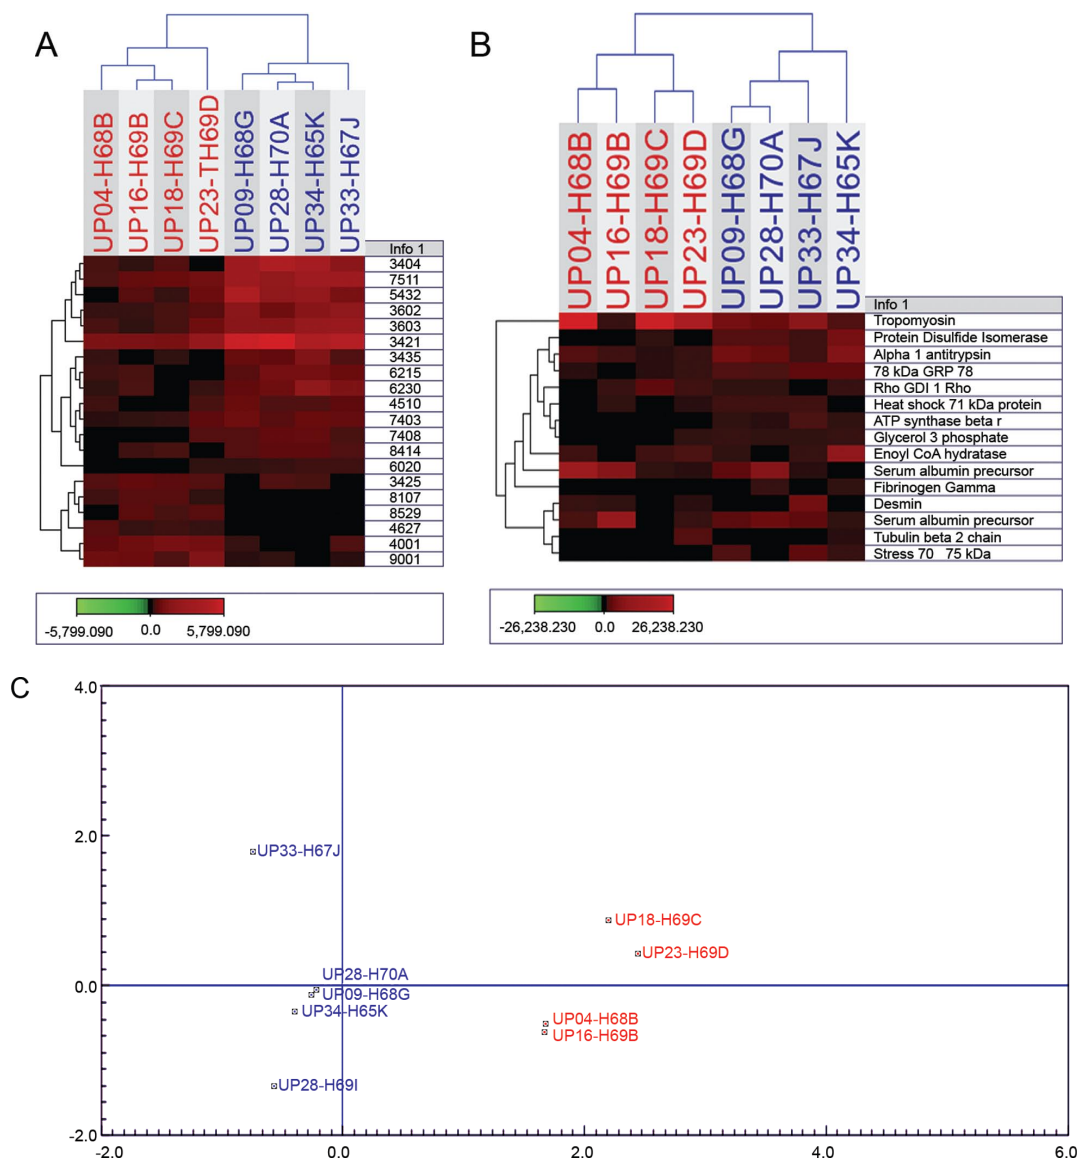 A
UP04-H68B
UP16-H69B
UP18-H69C
UP23-TH69D
UP09-H68G
UP28-H70A
UP34-H65K
UP33-H67J
Info 1
3404
7511
5432
3602
3603
3421
3435
6215
6230
4510
7403
7408
8414
6020
3425
8107
8529
4627
4001
9001
-5,799.090 0.0 5,799.090
B
UP04-H68B
UP16-H69B
UP18-H69C
UP23-H69D
UP09-H68G
UP28-H70A
UP33-H67J
UP34-H65K
Info 1
Tropomyosin
Protein Disulfide Isomerase
Alpha 1 antitrypsin
78 kDa GRP 78
Rho GDI 1 Rho
Heat shock 71 kDa protein
ATP synthase beta r
Glycerol 3 phosphate
Enoyl CoA hydratase
Serum albumin precursor
Fibrinogen Gamma
Desmin
Serum albumin precursor
Tubulin beta 2 chain
Stress 70 75 kDa
-26,238.230 0.0 26,238.230
C
4.0
2.0
0.0
-2.0
UP33-H67J
UP18-H69C
UP23-H69D
UP28-H70A
UP09-H68G
UP34-H65K
UP04-H68B
UP16-H69B
UP28-H69I
-2.0 0.0 2.0 4.0 6.0